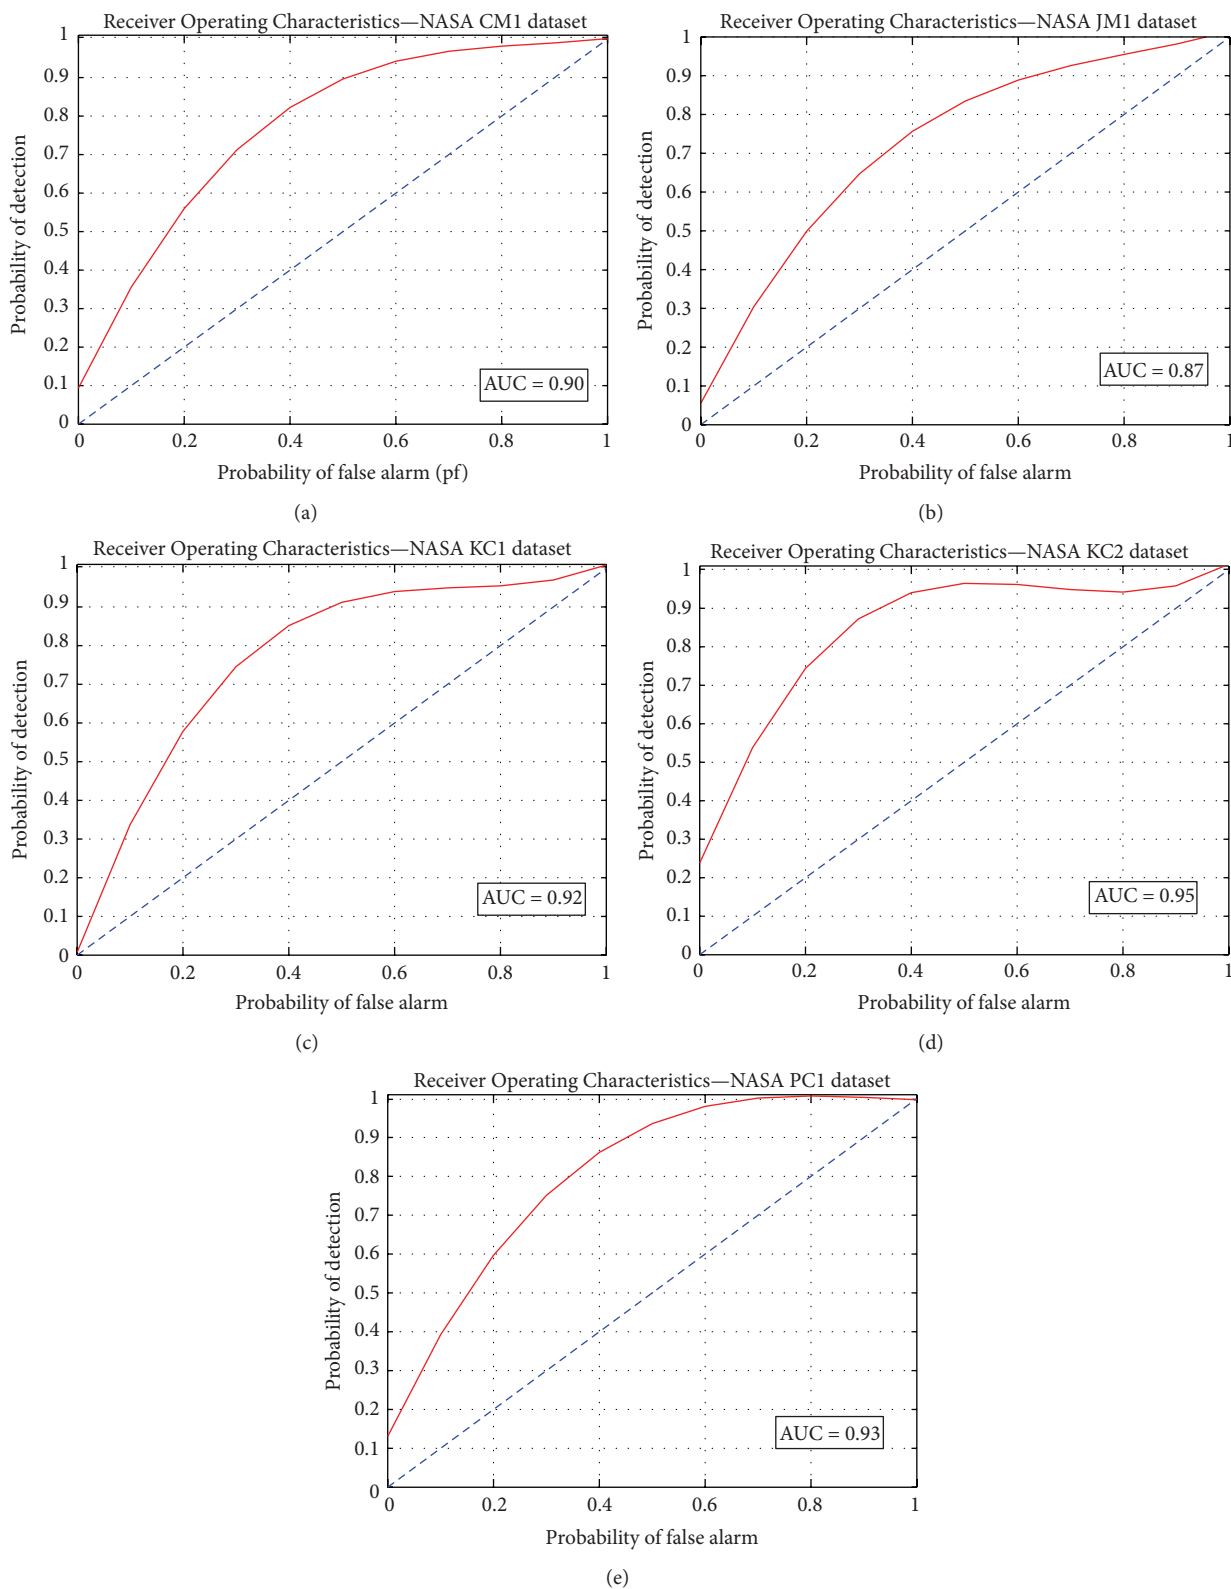 Receiver Operating Characteristics—NASA CM1 dataset
1
0.9
0.8
0.7
0.6
0.5
0.4
0.3
0.2
0.1
0
Probability of detection
AUC = 0.90
0 0.2 0.4 0.6 0.8 1
Probability of false alarm (pf)
(a)
Receiver Operating Characteristics—NASA JM1 dataset
1
0.9
0.8
0.7
0.6
0.5
0.4
0.3
0.2
0.1
0
Probability of detection
AUC = 0.87
0 0.2 0.4 0.6 0.8 1
Probability of false alarm
(b)
Receiver Operating Characteristics—NASA KC1 dataset
1
0.9
0.8
0.7
0.6
0.5
0.4
0.3
0.2
0.1
0
Probability of detection
AUC = 0.92
0 0.2 0.4 0.6 0.8 1
Probability of false alarm
(c)
Receiver Operating Characteristics—NASA KC2 dataset
1
0.9
0.8
0.7
0.6
0.5
0.4
0.3
0.2
0.1
0
Probability of detection
AUC = 0.95
0 0.2 0.4 0.6 0.8 1
Probability of false alarm
(d)
Receiver Operating Characteristics—NASA PC1 dataset
1
0.9
0.8
0.7
0.6
0.5
0.4
0.3
0.2
0.1
0
Probability of detection
AUC = 0.93
0 0.2 0.4 0.6 0.8 1
Probability of false alarm
(e)